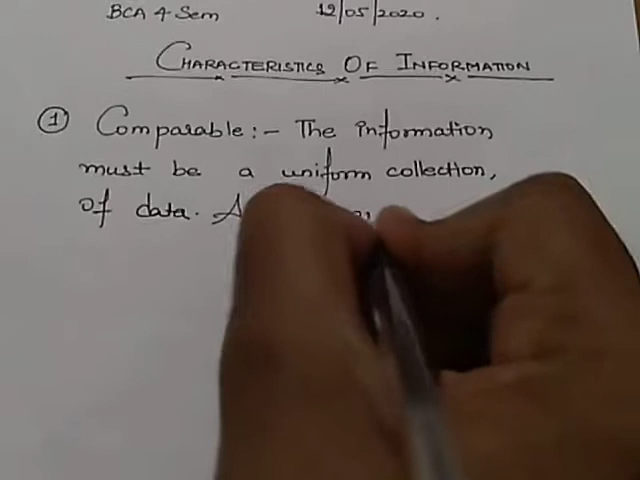 BCA 4-Sem 12/05/2020.
CHARACTERISTICS OF INFORMATION
① Comparable:- The information
must be a uniform collection,
of data. A